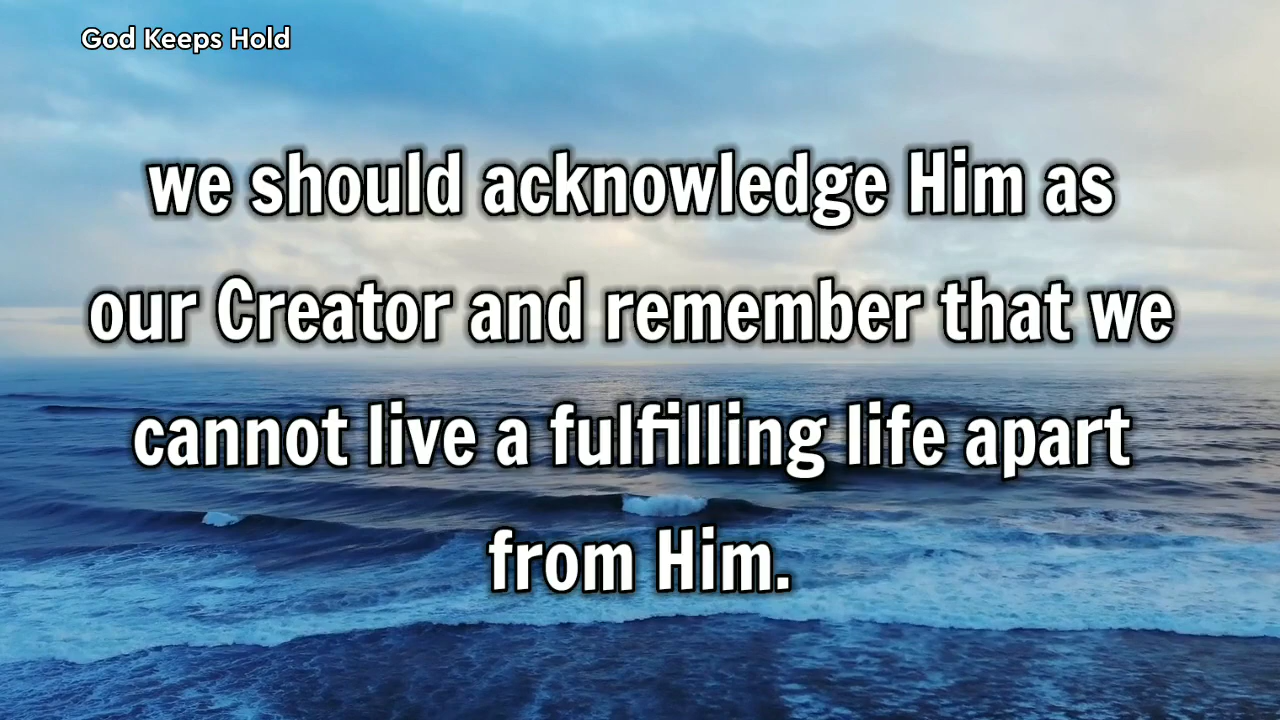 God Keeps Hold
we should acknowledge Him as
our Creator and remember that we
cannot live a fulfilling life apart
from Him.